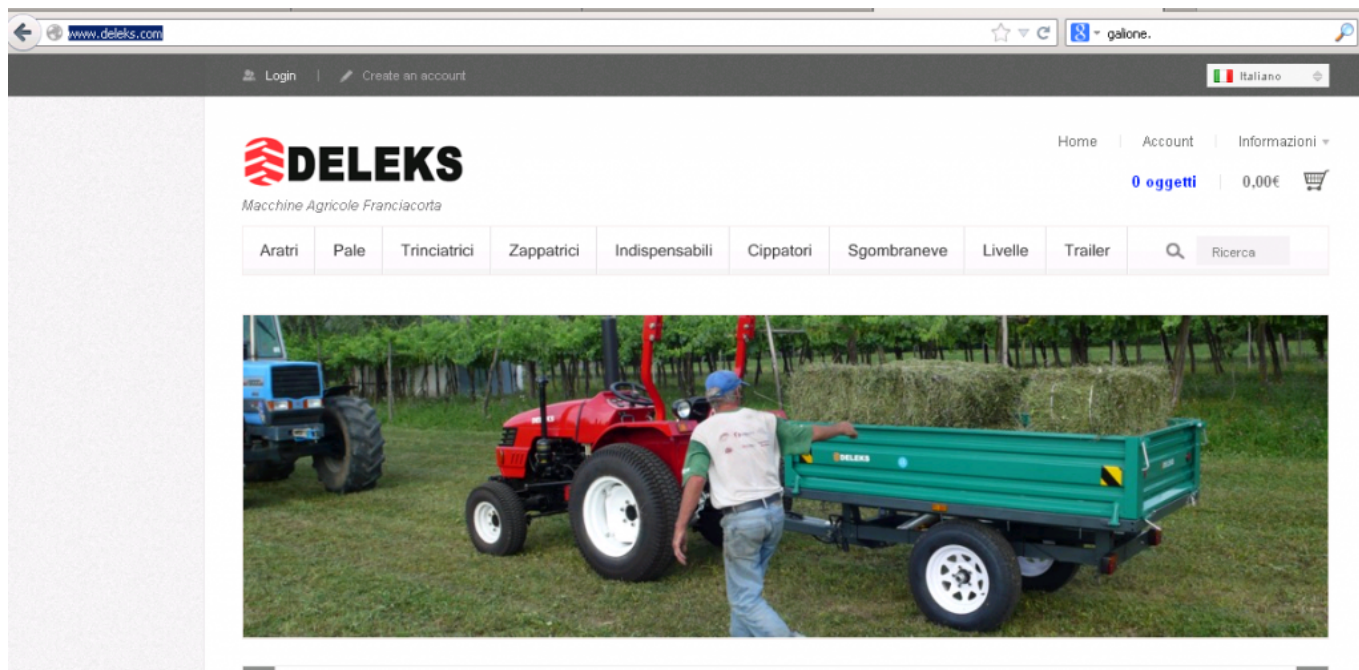 www.deleks.com
galione.
Login
Create an account
Italiano
DELEKS
Macchine Agricole Franciacorta
Home
Account
Informazioni
0 oggetti
0,00€
Aratri
Pale
Trinciatrici
Zappatrici
Indispensabili
Cippatori
Sgombraneve
Livelle
Trailer
Ricerca
DELEKS
DELEKS